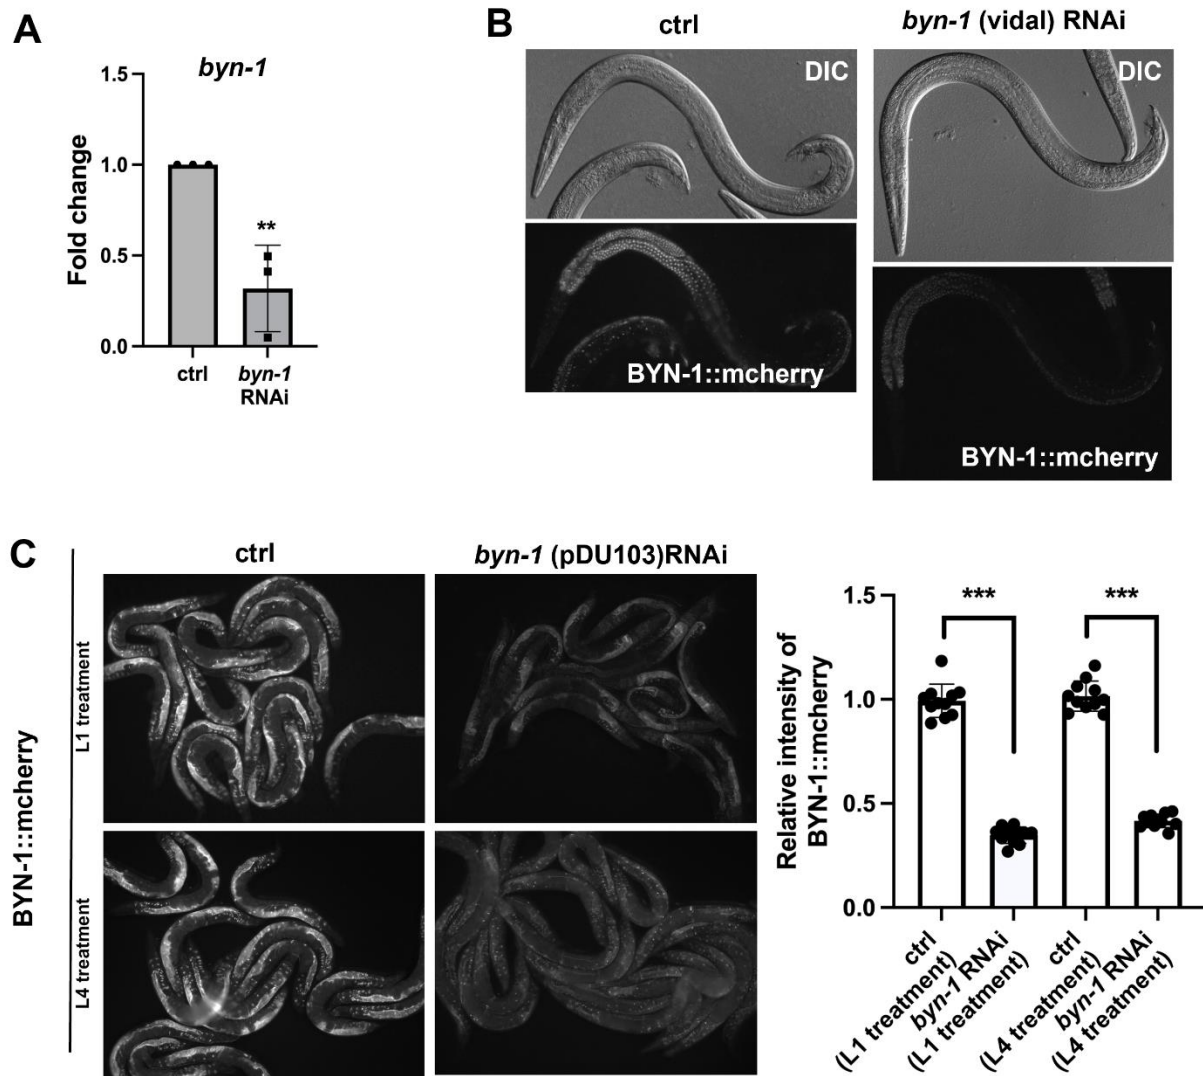 A
byn-1
Fold change
1.5
1.0
0.5
0.0
**
ctrl
byn-1
RNAi
B
ctrl
byn-1 (vidal) RNAi
DIC
DIC
BYN-1::mcherry
BYN-1::mcherry
C
ctrl
byn-1 (pDU103)RNAi
BYN-1::mcherry
L1 treatment
L4 treatment
Relative intensity of
BYN-1::mcherry
1.5
1.0
0.5
0.0
***
***
ctrl
(L1 treatment)
byn-1 RNAi
(L1 treatment)
ctrl
(L4 treatment)
byn-1 RNAi
(L4 treatment)